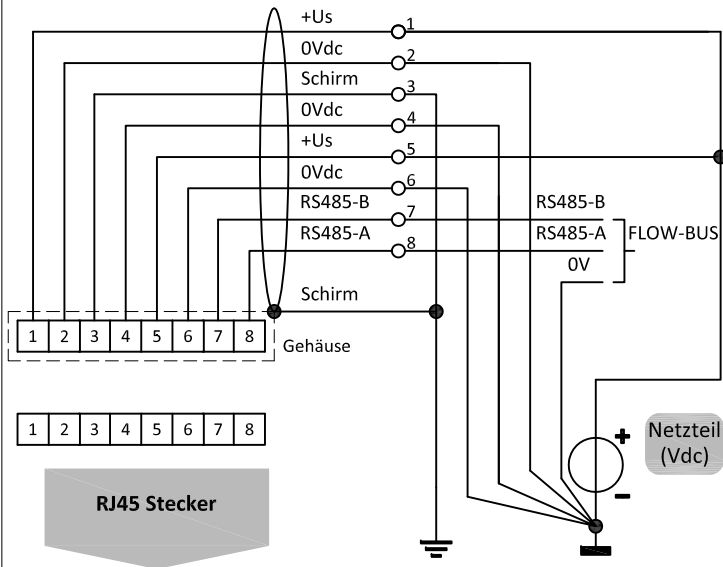 +Us
1
0Vdc
2
Schirm
3
0Vdc
4
+Us
5
0Vdc
6
RS485-B
7
RS485-B
RS485-A
8
RS485-A
FLOW-BUS
0V
Schirm
1 2 3 4 5 6 7 8
Gehäuse
1 2 3 4 5 6 7 8
+
Netzteil
(Vdc)
–
RJ45 Stecker